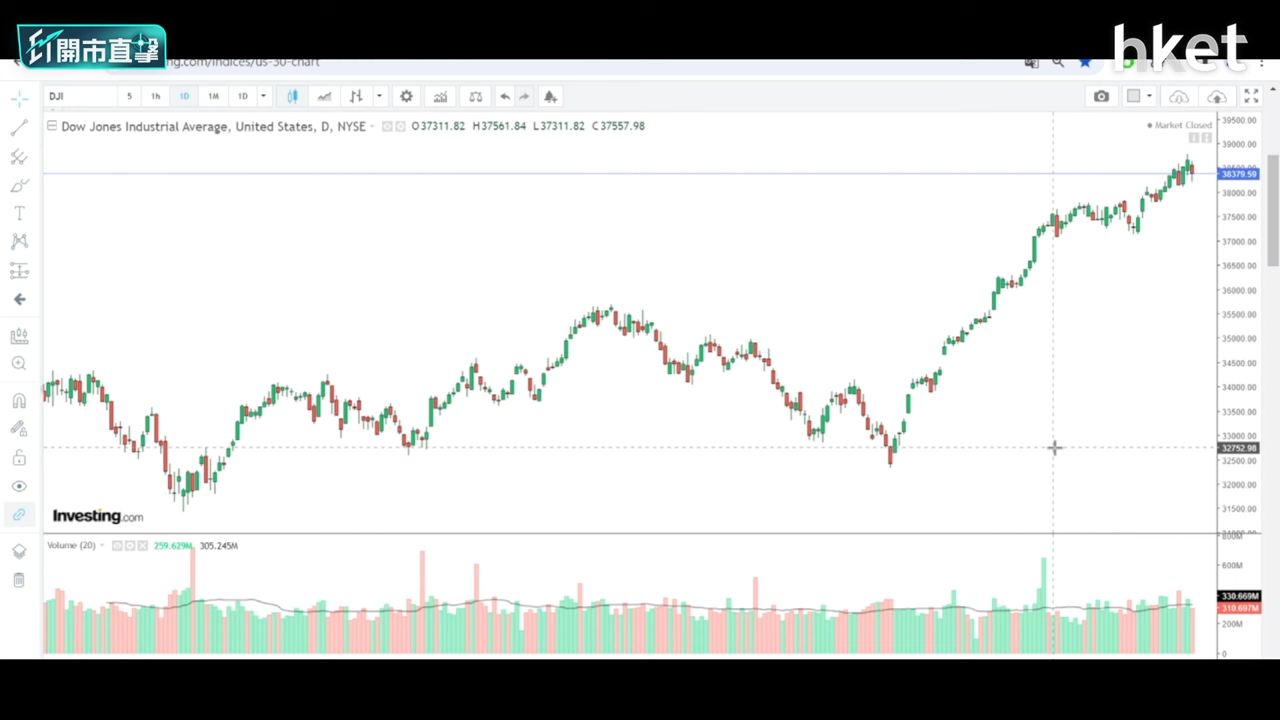 開市直擊
hket
ng.com/indices/us-30-chart
DJI 5 1h 1D 1M 1D
Dow Jones Industrial Average, United States, D, NYSE O37311.82 H37561.84 L37311.82 C37557.98
Market Closed
39500.00
39000.00
38379.59
38000.00
37500.00
37000.00
36500.00
36000.00
35500.00
35000.00
34500.00
34000.00
33500.00
33000.00
32752.98
32500.00
32000.00
31500.00
Investing.com
Volume (20) 259.629M 305.245M
800M
600M
330.669M
310.697M
200M
0